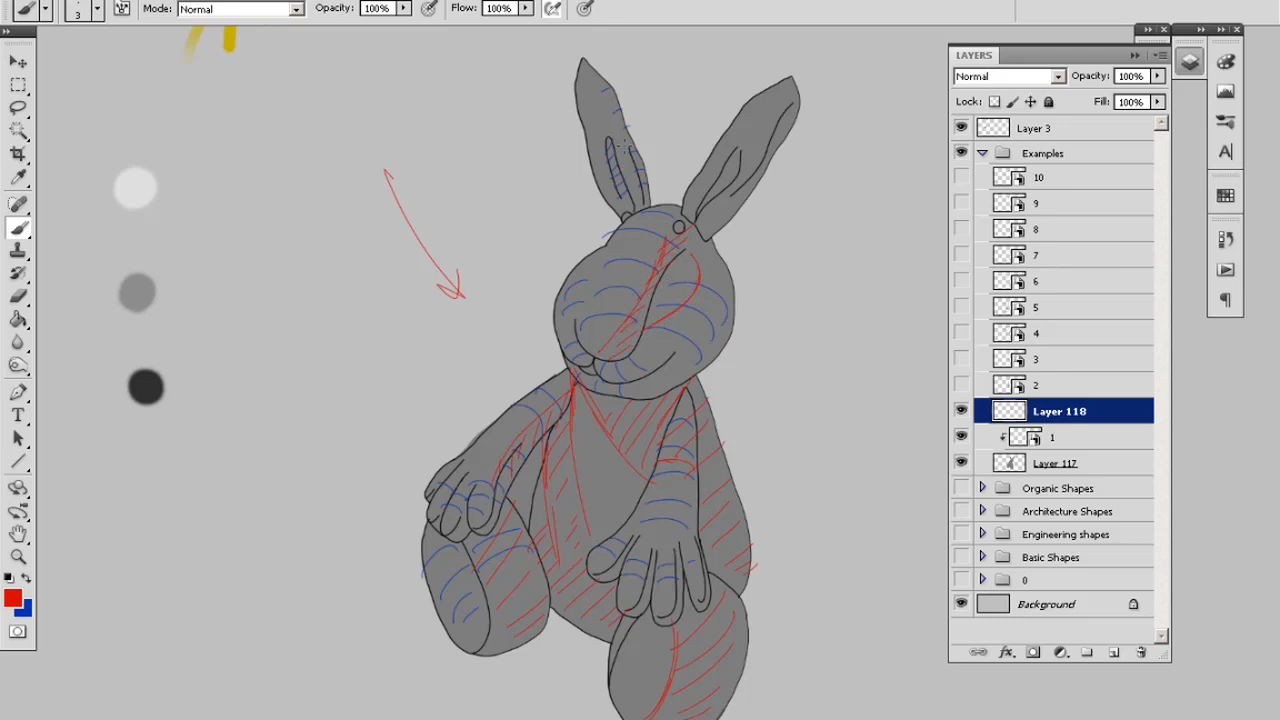 3 Mode: Normal Opacity: 100% Flow: 100%
LAYERS
Normal Opacity: 100%
Lock: Fill: 100%
Layer 3
Examples
10
9
8
7
6
5
4
3
2
Layer 118
1
Layer 117
Organic Shapes
Architecture Shapes
Engineering shapes
Basic Shapes
0
Background